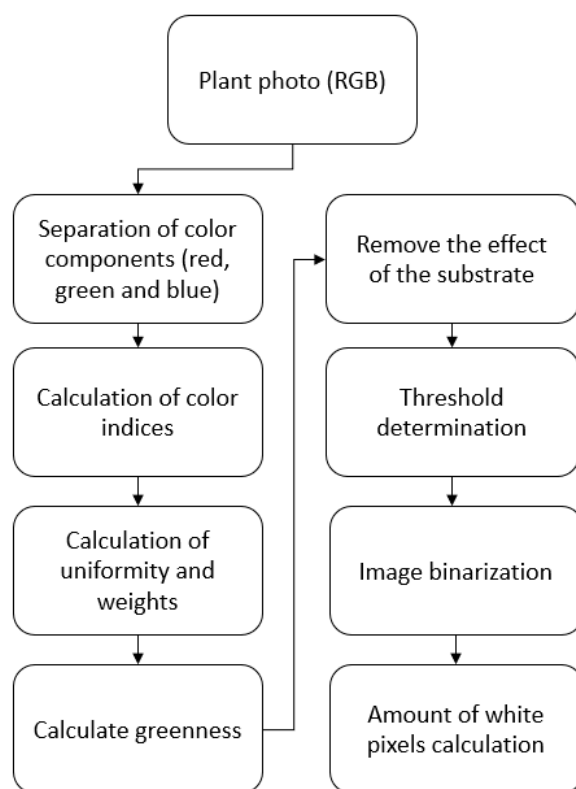 Plant photo (RGB)
Separation of color
components (red,
green and blue)
Calculation of color
indices
Calculation of
uniformity and
weights
Calculate greenness
Remove the effect
of the substrate
Threshold
determination
Image binarization
Amount of white
pixels calculation